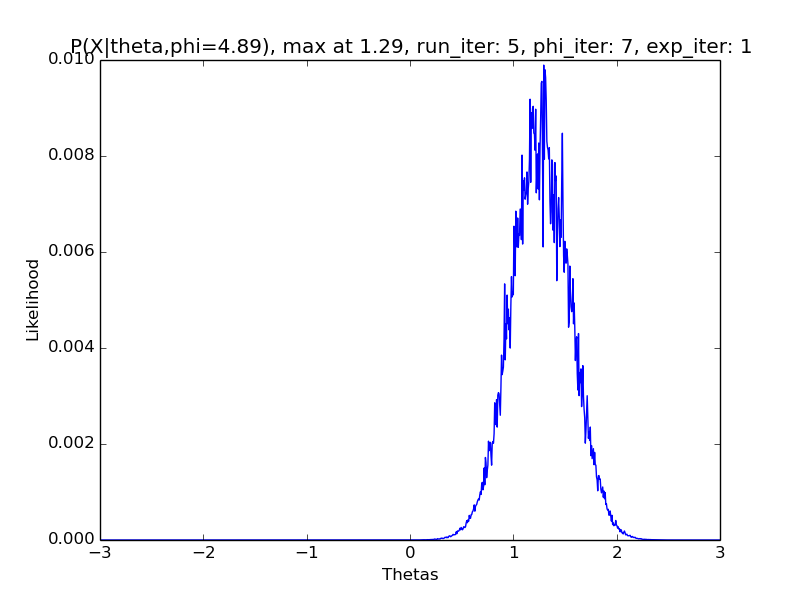 P(X|theta,phi=4.89), max at 1.29, run_iter: 5, phi_iter: 7, exp_iter: 1
0.010
0.008
0.006
0.004
0.002
0.000
Likelihood
−3 −2 −1 0 1 2 3
Thetas